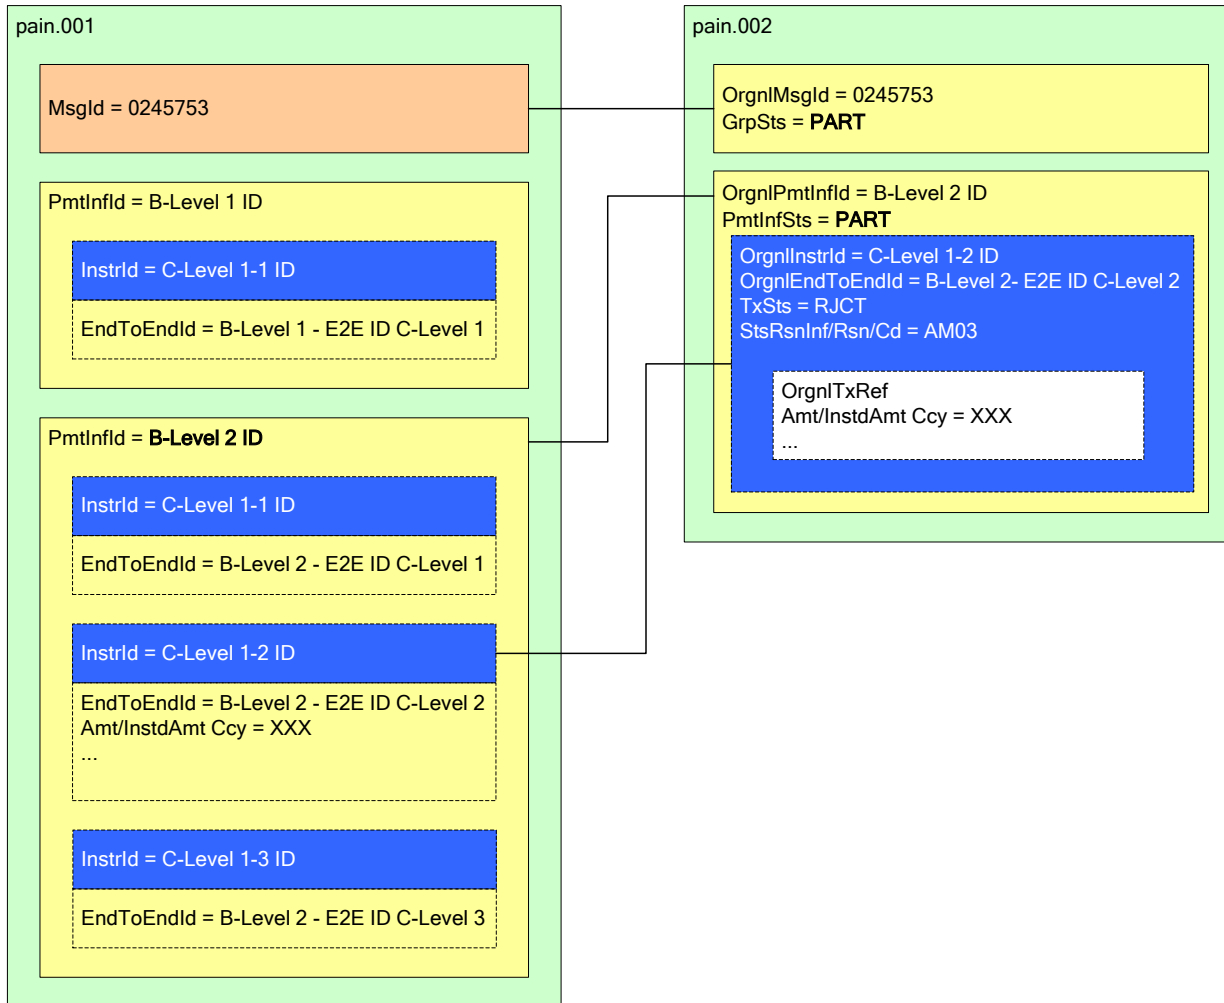 pain.001
MsgId = 0245753
PmtInfId = B-Level 1 ID
InstrId = C-Level 1-1 ID
EndToEndId = B-Level 1 - E2E ID C-Level 1
PmtInfId = B-Level 2 ID
InstrId = C-Level 1-1 ID
EndToEndId = B-Level 2 - E2E ID C-Level 1
InstrId = C-Level 1-2 ID
EndToEndId = B-Level 2 - E2E ID C-Level 2
Amt/InstdAmt Ccy = XXX
...
InstrId = C-Level 1-3 ID
EndToEndId = B-Level 2 - E2E ID C-Level 3
pain.002
OrgnlMsgId = 0245753
GrpSts = PART
OrgnlPmtInfId = B-Level 2 ID
PmtInfSts = PART
OrgnlInstrId = C-Level 1-2 ID
OrgnlEndToEndId = B-Level 2- E2E ID C-Level 2
TxSts = RJCT
StsRsnInf/Rsn/Cd = AM03
OrgnlTxRef
Amt/InstdAmt Ccy = XXX
...